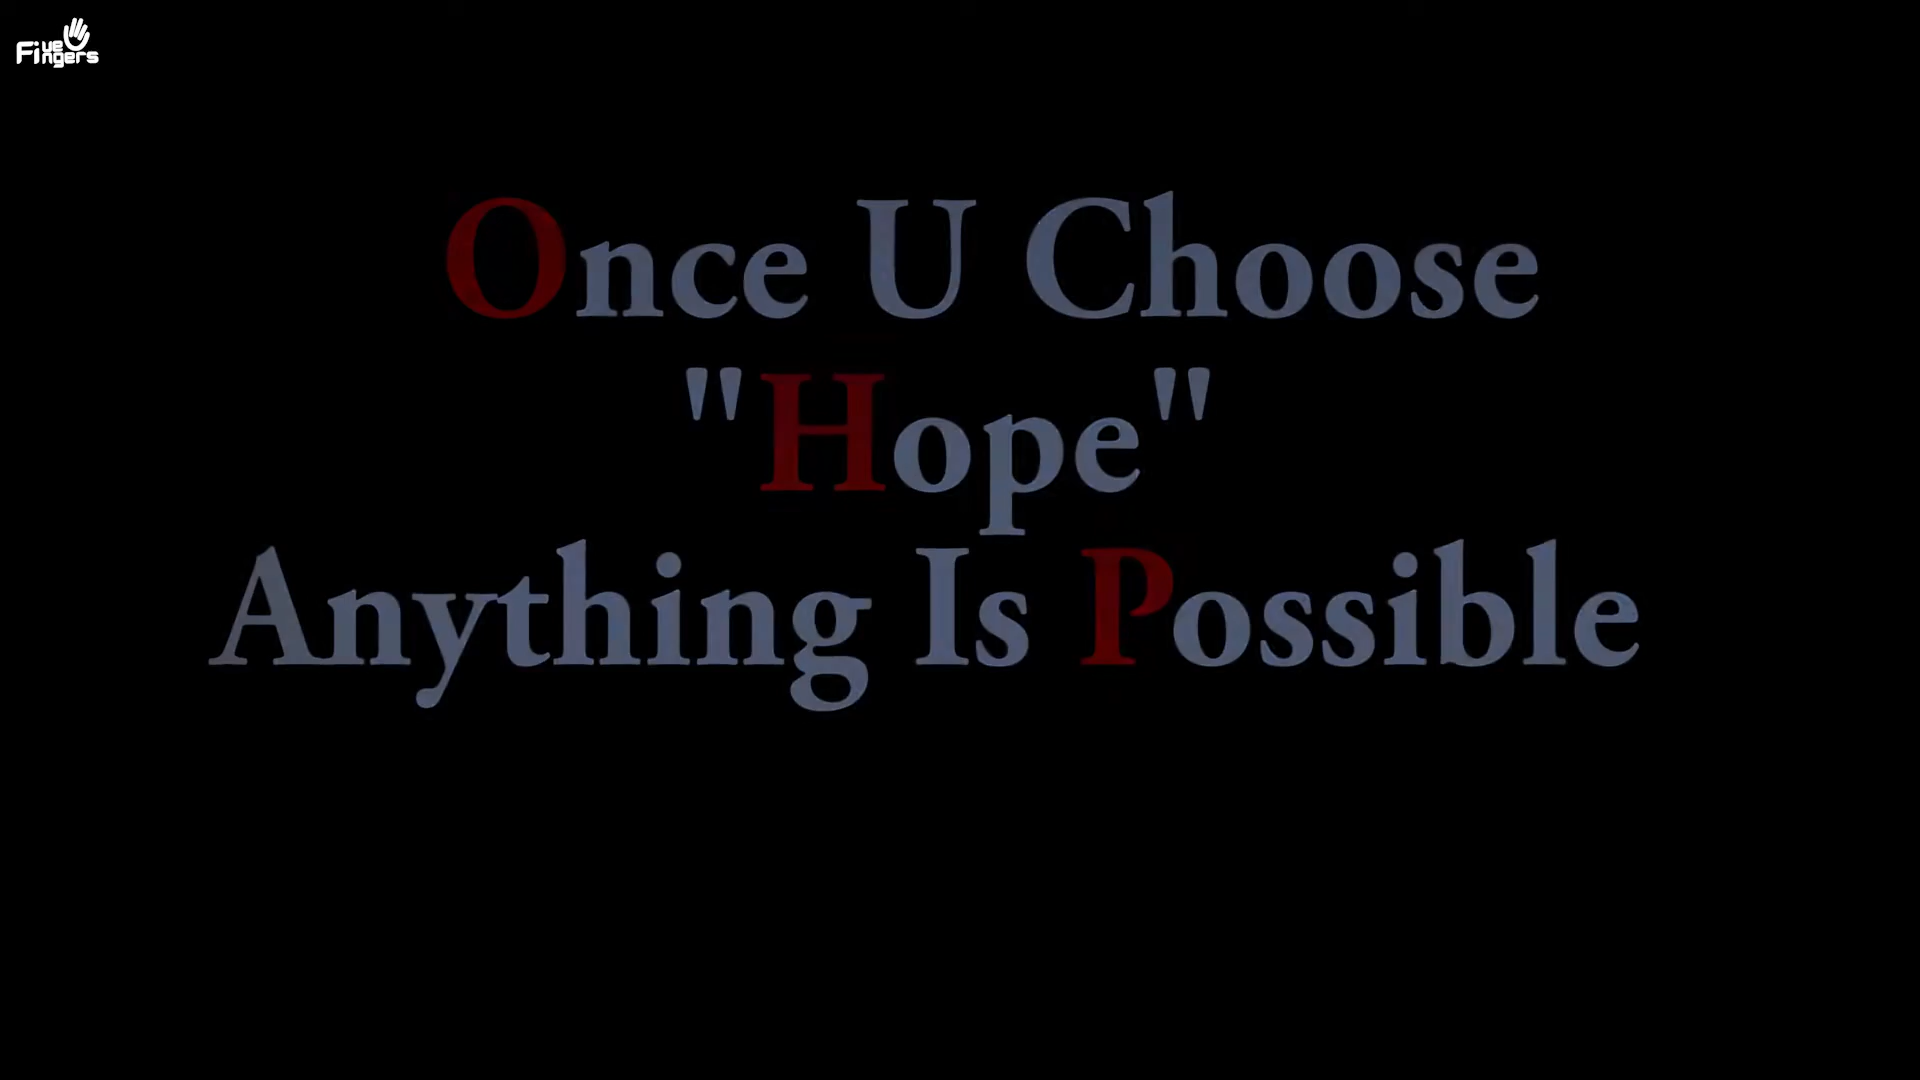 Five
Fingers
Once U Choose
"Hope"
Anything Is Possible